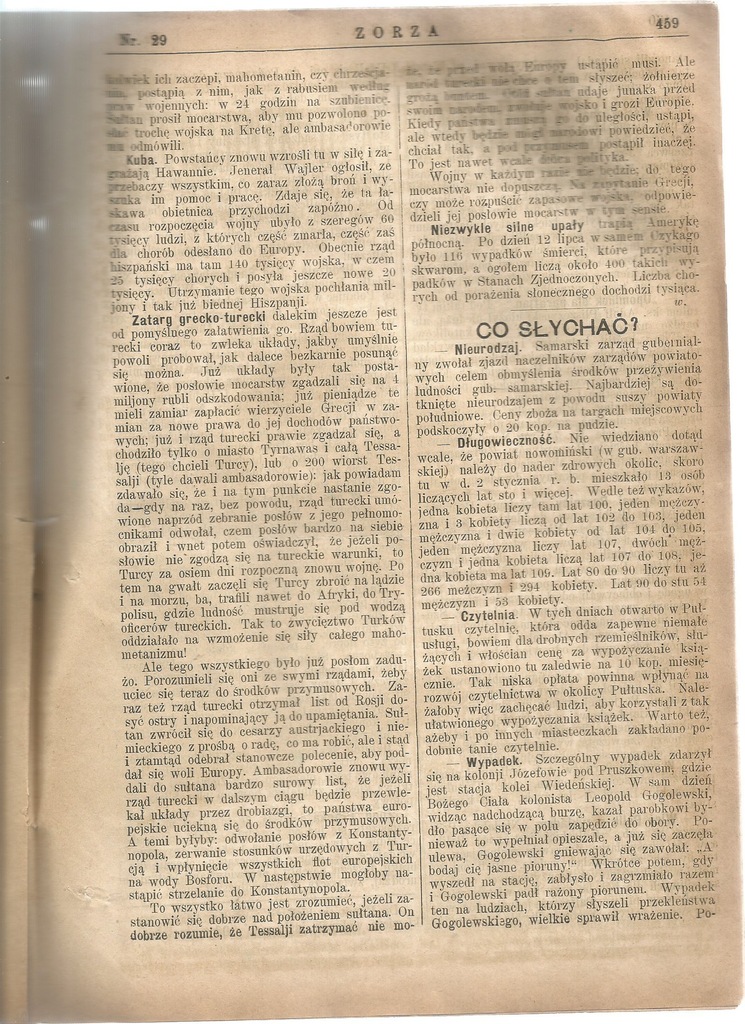 Nr. 29
ZORZA
459
ich zaczepi, mahometanin, czy
postąpią z nim, jak z rabusiem według
praw wojennych: w 24 godzin na szubienicę.
Sułtan prosił mocarstwa, aby mu pozwolono
trochę wojska na Kretę, ale ambasadorowie
odmówili.
Kuba. Powstańcy znowu wzrośli tu w siłę i za-
grażają Hawannie. Jenerał Wajler ogłosił, ze
przebaczy wszystkim, co zaraz złożą broń i
im pomoc i pracę. Zdaje się, że ta ła-
skawa obietnica przychodzi zapóźno. Od
czasu rozpoczęcia wojny ubyło z szeregów 60
tysięcy ludzi, z których część zmarła, część zaś
dla chorób odesłano do Europy. Obecnie rząd
hiszpański ma tam 140 tysięcy wojska, w czem
25 tysięcy chorych i posyła jeszcze nowe 20
tysięcy. Utrzymanie tego wojska pochłania mil-
jony i tak już biednej Hiszpanji.
Zatarg grecko-turecki dalekim jeszcze jest
od pomyślnego załatwienia go. Rząd bowiem tu-
recki coraz to zwleka układy, jakby umyślnie
powoli probował, jak dalece bezkarnie posunąć
się można. Już układy były tak posta-
wione, że posłowie mocarstw zgadzali się na 4
miljony rubli odszkodowania; już pieniądze te
mieli zamiar zapłacić wierzyciele Grecji w za-
mian za nowe prawa do jej dochodów państwo-
wych; już i rząd turecki prawie zgadzał się, a
chodziło tylko o miasto Tyrnawas i całą Tessa-
lję (tego chcieli Turcy), lub o 200 wiorst Tes-
salji (tyle dawali ambasadorowie): jak powiadam
zdawało się, że i na tym punkcie nastanie zgo-
da—gdy na raz, bez powodu, rząd turecki umó-
wione naprzód zebranie posłów z jego pełnomo-
cnikami odwołał, czem posłów bardzo na siebie
obraził i wnet potem oświadczył, że jeżeli po-
słowie nie zgodzą się na tureckie warunki, to
Turcy za osiem dni rozpoczną znowu wojnę. Po
tem na gwałt zaczęli się Turcy zbroić na lądzie
i na morzu, ba, trafili nawet do Afryki, do Try-
polisu, gdzie ludność mustruje się pod wodzą
oficerów tureckich. Tak to zwycięztwo Turków
oddziałało na wzmożenie się siły całego maho-
metanizmu!
Ale tego wszystkiego było już posłom zadu-
żo. Porozumieli się oni ze swymi rządami, żeby
uciec się teraz do środków przymusowych. Za-
raz też rząd turecki otrzymał list od Rosji do-
syć ostry i napominający ją do upamiętania. Suł-
tan zwrócił się do cesarzy austrjackiego i nie-
mieckiego z prośbą o radę, co ma robić, ale i stąd
i ztamtąd odebrał stanowcze polecenie, aby pod-
dał się woli Europy. Ambasadorowie znowu wy-
dali do sułtana bardzo surowy list, że jeżeli
rząd turecki w dalszym ciągu będzie przewle-
kał układy przez drobiazgi, to państwa euro-
pejskie uciekną się do środków przymusowych.
A temi byłyby: odwołanie posłów z Konstanty-
nopola, zerwanie stosunków urzędowych z Tur-
cją i wpłynięcie wszystkich flot europejskich
na wody Bosforu. W następstwie mogłoby na-
stąpić strzelanie do Konstantynopola.
To wszystko łatwo jest zrozumieć, jeżeli za-
stanowić się dobrze nad położeniem sułtana. On
dobrze rozumie, że Tessalji zatrzymać nie mo-
że, że przed wolą Europy ustąpić musi. Ale
naród turecki nie chce o tem słyszeć; żołnierze
grożą udaje junaka przed
swoim narodem, wojsko i grozi Europie.
Kiedy państwa zmuszą go do uległości, ustąpi,
ale wtedy będzie mógł narodowi powiedzieć, że
chciał tak, a pod przymusem postąpił inaczej.
To jest nawet wcale dobra polityka.
Wojny w każdym razie nie będzie; do tego
mocarstwa nie dopuszczą. Na zapytanie Grecji,
czy może rozpuścić zapasowe wojska, odpowie-
dzieli jej posłowie mocarstw w tym sensie.
Niezwykle silne upały trapią Amerykę
północną. Po dzień 12 lipca w samem Czykago
było 116 wypadków śmierci, które przypisują
skwarom, a ogółem liczą około 400 takich wy-
padków w Stanach Zjednoczonych. Liczba cho-
rych od porażenia słonecznego dochodzi tysiąca.
w.
CO SŁYCHAĆ?
— Nieurodzaj. Samarski zarząd gubernial-
ny zwołał zjazd naczelników zarządów powiato-
wych celem obmyślenia środków przeżywienia
ludności gub. samarskiej. Najbardziej są do-
tknięte nieurodzajem z powodu suszy powiaty
południowe. Ceny zboża na targach miejscowych
podskoczyły o 20 kop. na pudzie.
— Długowieczność. Nie wiedziano dotąd
wcale, że powiat nowomiński (w gub. warszaw-
skiej) należy do nader zdrowych okolic, skoro
tu w d. 2 stycznia r. b. mieszkało 13 osób
liczących lat sto i więcej. Wedle też wykazów,
jedna kobieta liczy tam lat 100, jeden mężczy-
zna i 3 kobiety liczą od lat 102 do 103, jeden
mężczyzna i dwie kobiety od lat 104 do 105,
jeden mężczyzna liczy lat 107, dwóch męż-
czyzn i jedna kobieta liczą lat 107 do 108, je-
dna kobieta ma lat 109. Lat 80 do 90 liczy tu aż
266 meżczyzn i 294 kobiety. Lat 90 do stu 54
mężczyzn i 53 kobiety.
— Czytelnia. W tych dniach otwarto w Puł-
tusku czytelnię, która odda zapewne niemałe
usługi, bowiem dla drobnych rzemieślników, słu-
żących i włościan cenę za wypożyczanie ksią-
żek ustanowiono tu zaledwie na 10 kop. miesię-
cznie. Tak niska opłata powinna wpłynąć na
rozwój czytelnictwa w okolicy Pułtuska. Nale-
żałoby więc zachęcać ludzi, aby korzystali z tak
ułatwionego wypożyczania książek. Warto też,
ażeby i po innych miasteczkach zakładano po-
dobnie tanie czytelnie.
— Wypadek. Szczególny wypadek zdarzył
się na kolonji Józefowie pod Pruszkowem, gdzie
jest stacja kolei Wiedeńskiej. W sam dzień
Bożego Ciała kolonista Leopold Gogolewski,
widząc nadchodzącą burzę, kazał parobkowi by-
dło pasące się w polu zapędzić do obory. Po-
nieważ to wypełniał opieszale, a już się zaczęła
ulewa, Gogolewski gniewając się zawołał: „A
bodaj cię jasne pioruny!“ Wkrótce potem, gdy
wyszedł na stację, zabłysło i zagrzmiało razem
i Gogolewski padł rażony piorunem. Wypadek
ten na ludziach, którzy słyszeli przekleństwa
Gogolewskiego, wielkie sprawił wrażenie. Po-